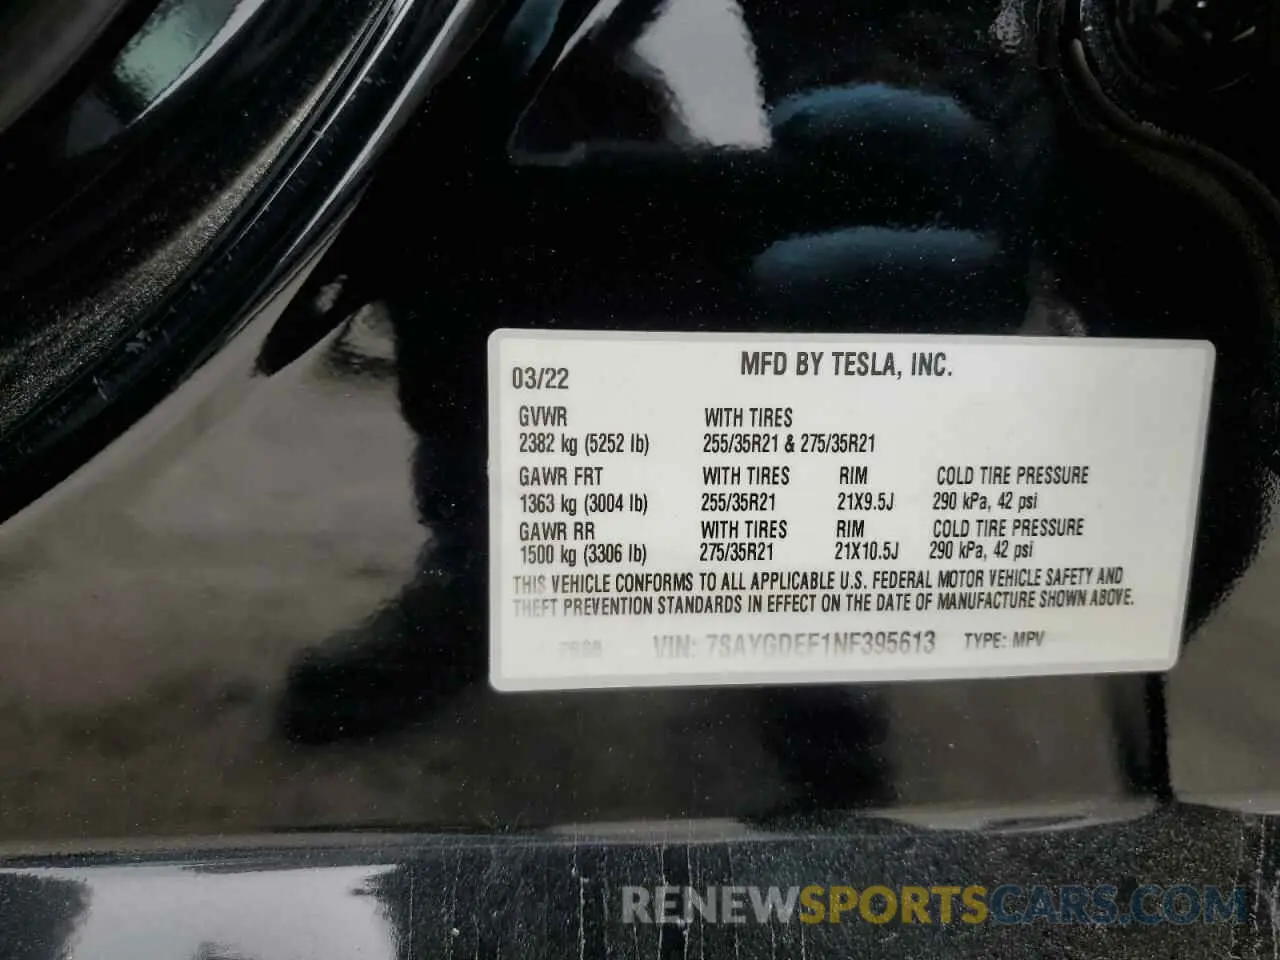 MFD BY TESLA, INC.
03/22
GVWR WITH TIRES
2382 kg (5252 lb) 255/35R21 & 275/35R21
GAWR FRT WITH TIRES RIM COLD TIRE PRESSURE
1363 kg (3004 lb) 255/35R21 21X9.5J 290 kPa, 42 psi
GAWR RR WITH TIRES RIM COLD TIRE PRESSURE
1500 kg (3306 lb) 275/35R21 21X10.5J 290 kPa, 42 psi
THIS VEHICLE CONFORMS TO ALL APPLICABLE U.S. FEDERAL MOTOR VEHICLE SAFETY AND
THEFT PREVENTION STANDARDS IN EFFECT ON THE DATE OF MANUFACTURE SHOWN ABOVE.
VIN: 7SAYGDEF1NF395613 TYPE: MPV
RENEWSPORTSCARS.COM